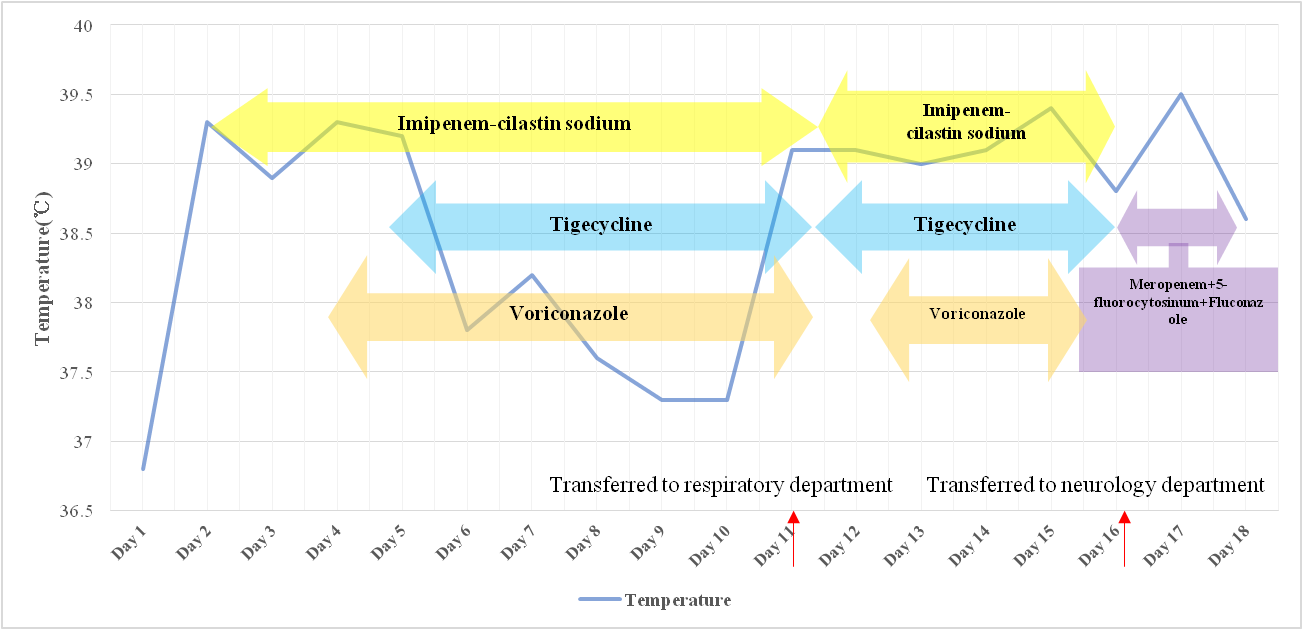 40
39.5
39
38.5
38
37.5
37
36.5
Temperature(℃)
Imipenem-cilastin sodium
Imipenem-
cilastin sodium
Tigecycline
Tigecycline
Voriconazole
Voriconazole
Meropenem+5-
fluorocytosinum+Fluconaz
ole
Transferred to respiratory department
Transferred to neurology department
Day 1
Day 2
Day 3
Day 4
Day 5
Day 6
Day 7
Day 8
Day 9
Day 10
Day 11
Day 12
Day 13
Day 14
Day 15
Day 16
Day 17
Day 18
Temperature